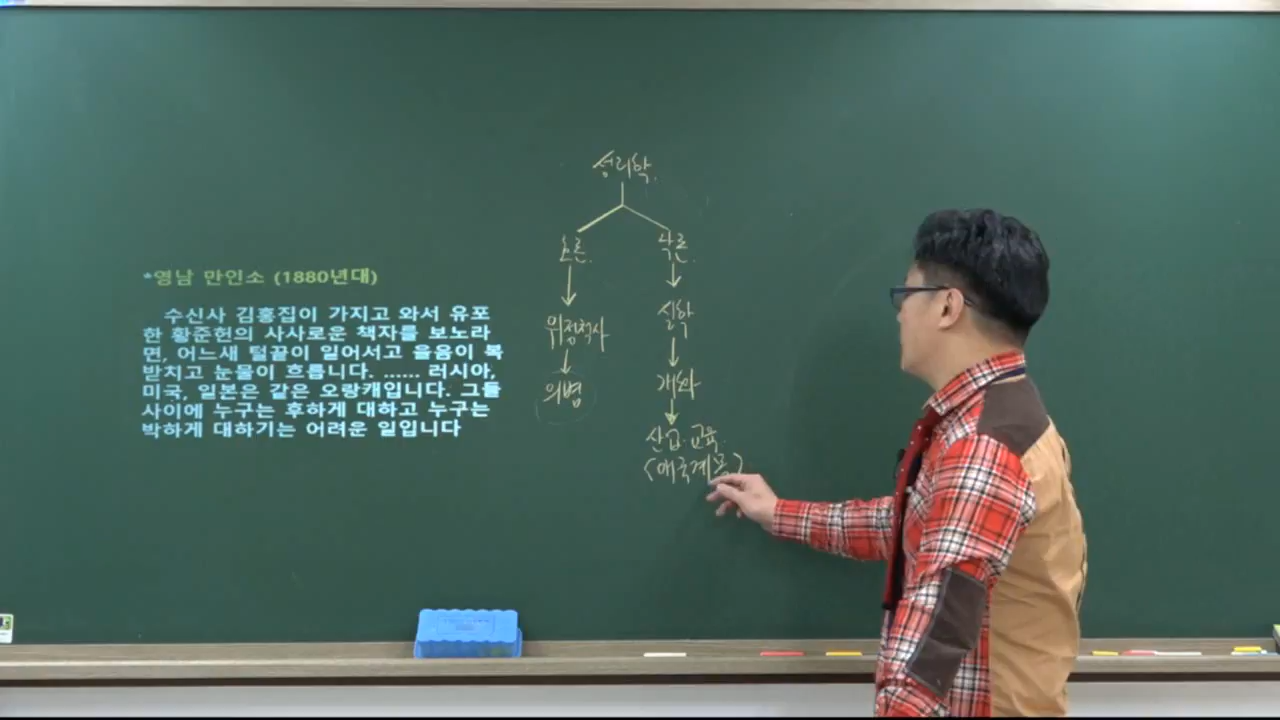 *영남 만인소 (1880년대)
수신사 김홍집이 가지고 와서 유포
한 황준헌의 사사로운 책자를 보노라
면, 어느새 털끝이 일어서고 울음이 복
받치고 눈물이 흐릅니다. ...... 러시아,
미국, 일본은 같은 오랑캐입니다. 그들
사이에 누구는 후하게 대하고 누구는
박하게 대하기는 어려운 일입니다
성리학.
호론. 낙론.
위정척사 실학
의병 개화
산업·교육.
(애국계몽)